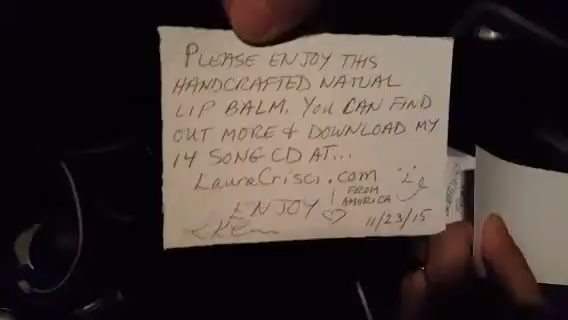 PLEASE ENJOY THIS
HANDCRAFTED NATUAL
LIP BALM. YOU CAN FIND
OUT MORE & DOWNLOAD MY
14 SONG CD AT...
LauraCrisci.com
ENJOY!
FROM
AMORICA
11/23/15